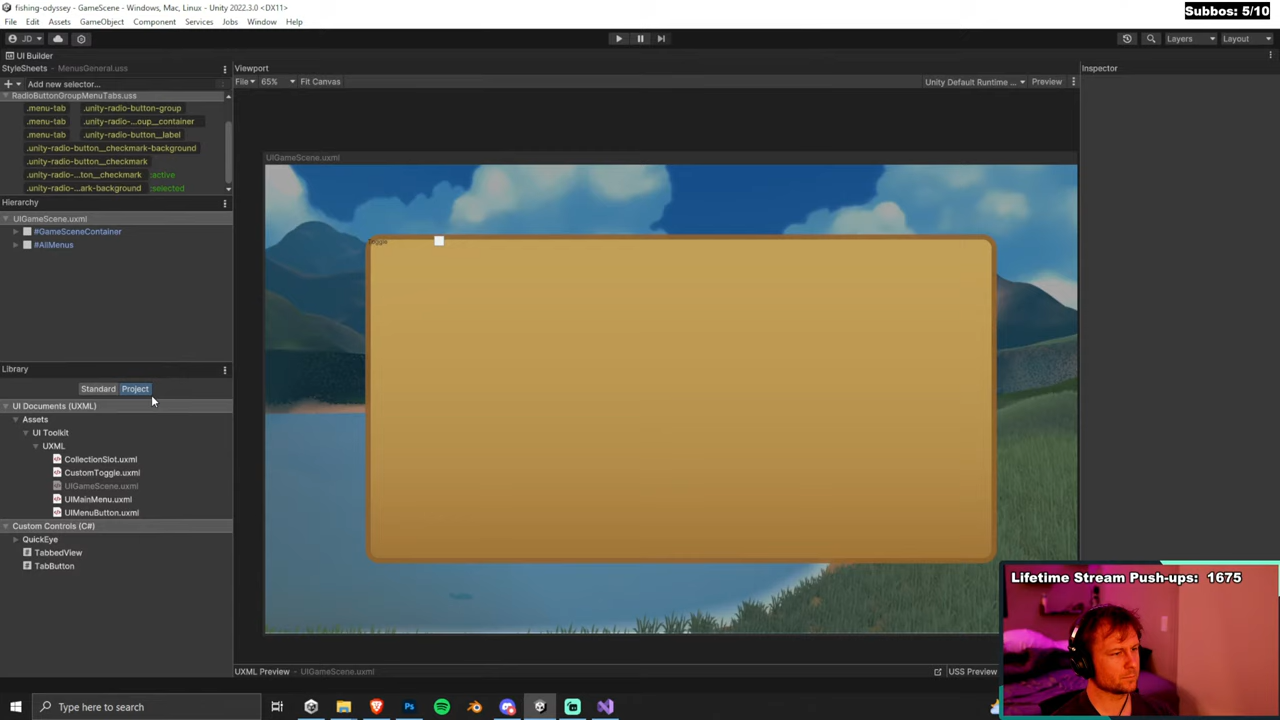 fishing-odyssey - GameScene - Windows, Mac, Linux - Unity 2022.3.0 <DX11>
Subbos: 5/10
File Edit Assets GameObject Component Services Jobs Window Help
JD
Layers Layout
UI Builder
StyleSheets MenusGeneral.uss
Viewport
Inspector
Add new selector...
File 65% Fit Canvas
Unity Default Runtime ... Preview
RadioButtonGroupMenuTabs.uss
.menu-tab .unity-radio-button-group
.menu-tab .unity-radio-...oup__container
.menu-tab .unity-radio-button__label
.unity-radio-button__checkmark-background
.unity-radio-button__checkmark
.unity-radio-...ton__checkmark :active
.unity-radio-...ark-background :selected
UIGameScene.uxml
Hierarchy
UIGameScene.uxml
#GameSceneContainer
#AllMenus
Toggle
Library
Standard Project
UI Documents (UXML)
Assets
UI Toolkit
UXML
CollectionSlot.uxml
CustomToggle.uxml
UIGameScene.uxml
UIMainMenu.uxml
UIMenuButton.uxml
Custom Controls (C#)
QuickEye
TabbedView
TabButton
Lifetime Stream Push-ups: 1675
UXML Preview UIGameScene.uxml
USS Preview
Type here to search